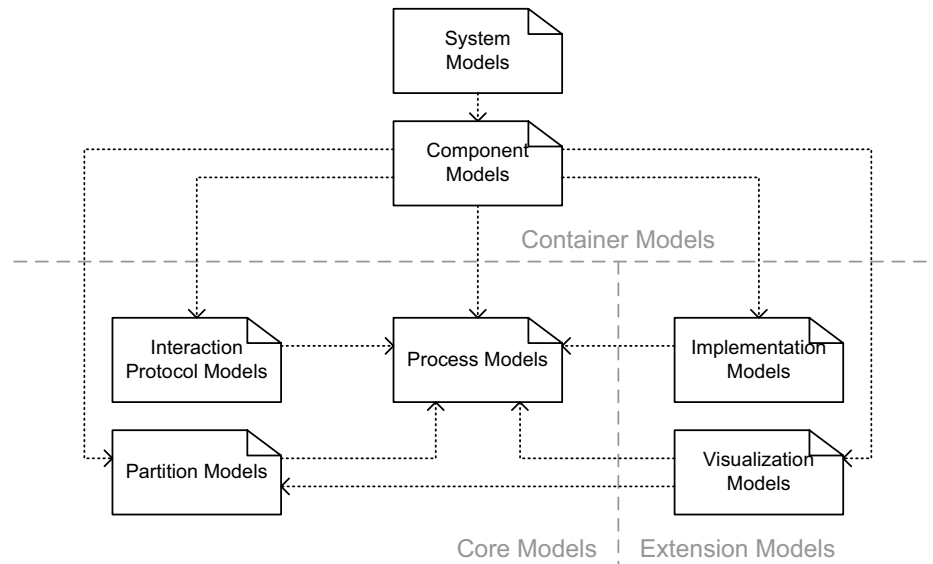 System
Models
Component
Models
Container Models
Interaction
Protocol Models
Process Models
Implementation
Models
Partition Models
Visualization
Models
Core Models
Extension Models